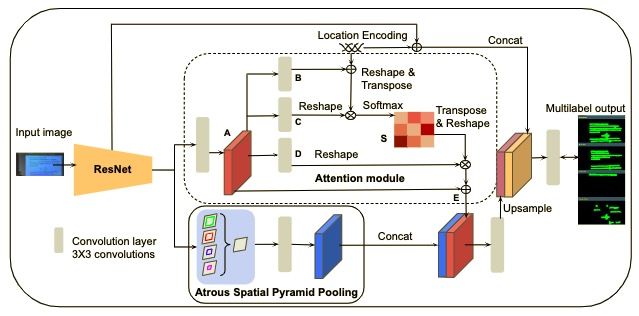 Location Encoding
Concat
B
Reshape &
Transpose
Multilabel output
Input image
A
Reshape
Softmax
Transpose
& Reshape
C
S
ResNet
D
Reshape
Attention module
E
Upsample
Convolution layer
3X3 convolutions
Concat
Atrous Spatial Pyramid Pooling